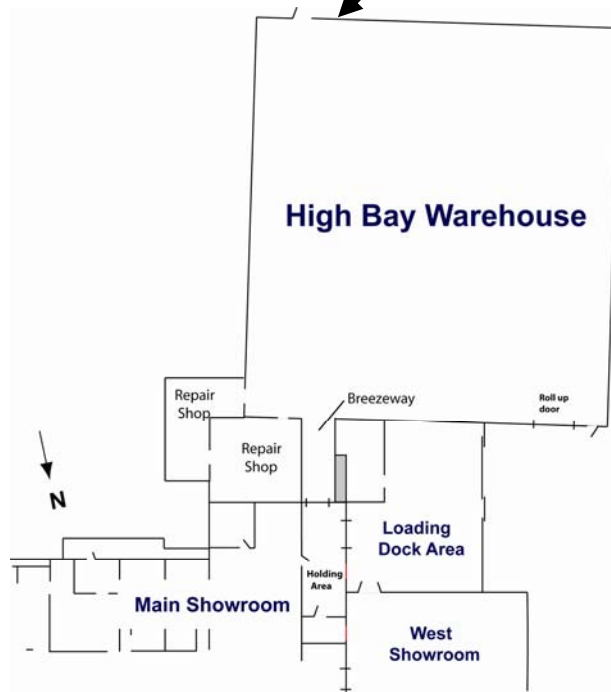 High Bay Warehouse
Roll up
door
Repair
Shop
Breezeway
Repair
Shop
N
Loading
Dock Area
Holding
Area
Main Showroom
West
Showroom